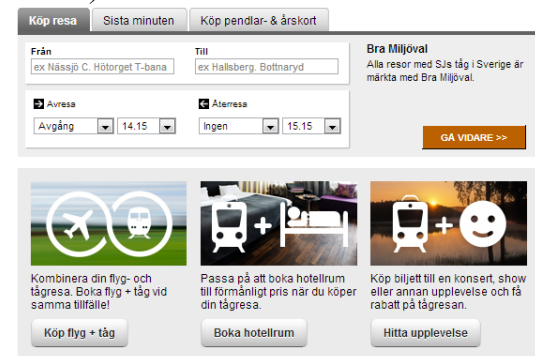 Köp resa Sista minuten Köp pendlar- & årskort
Från Till
ex Nässjö C. Hötorget T-bana ex Hallsberg. Bottnaryd
Bra Miljöval
Alla resor med SJs tåg i Sverige är
märkta med Bra Miljöval.
Avresa Återresa
Avgång 14.15 Ingen 15.15
GÅ VIDARE >>
Kombinera din flyg- och
tågresa. Boka flyg + tåg vid
samma tillfälle!
Köp flyg + tåg
Passa på att boka hotellrum
till förmånligt pris när du köper
din tågresa.
Boka hotellrum
Köp biljett till en konsert, show
eller annan upplevelse och få
rabatt på tågresan.
Hitta upplevelse